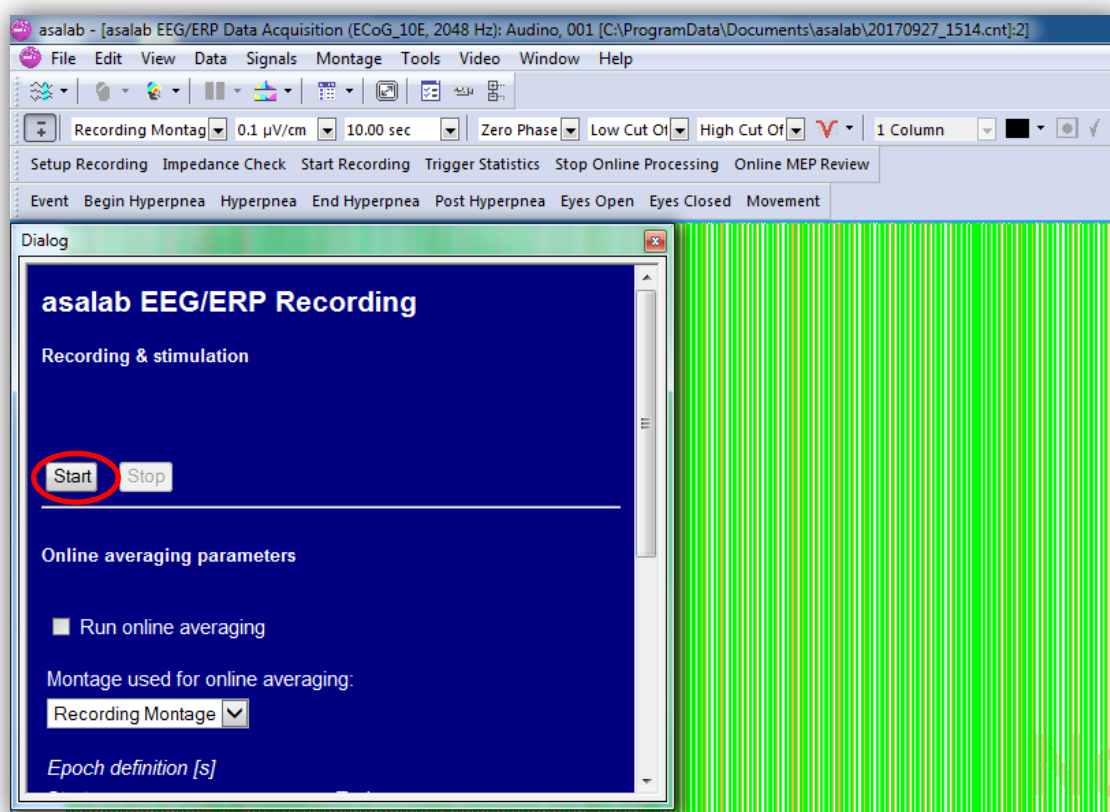 asalab - [asalab EEG/ERP Data Acquisition (ECoG_10E, 2048 Hz): Audino, 001 [C:\ProgramData\Documents\asalab\20170927_1514.cnt]:2]
File Edit View Data Signals Montage Tools Video Window Help
Recording Montag 0.1 µV/cm 10.00 sec Zero Phase Low Cut Of High Cut Of 1 Column
Setup Recording Impedance Check Start Recording Trigger Statistics Stop Online Processing Online MEP Review
Event Begin Hyperpnea Hyperpnea End Hyperpnea Post Hyperpnea Eyes Open Eyes Closed Movement
Dialog
asalab EEG/ERP Recording
Recording & stimulation
Start Stop
Online averaging parameters
Run online averaging
Montage used for online averaging:
Recording Montage
Epoch definition [s]